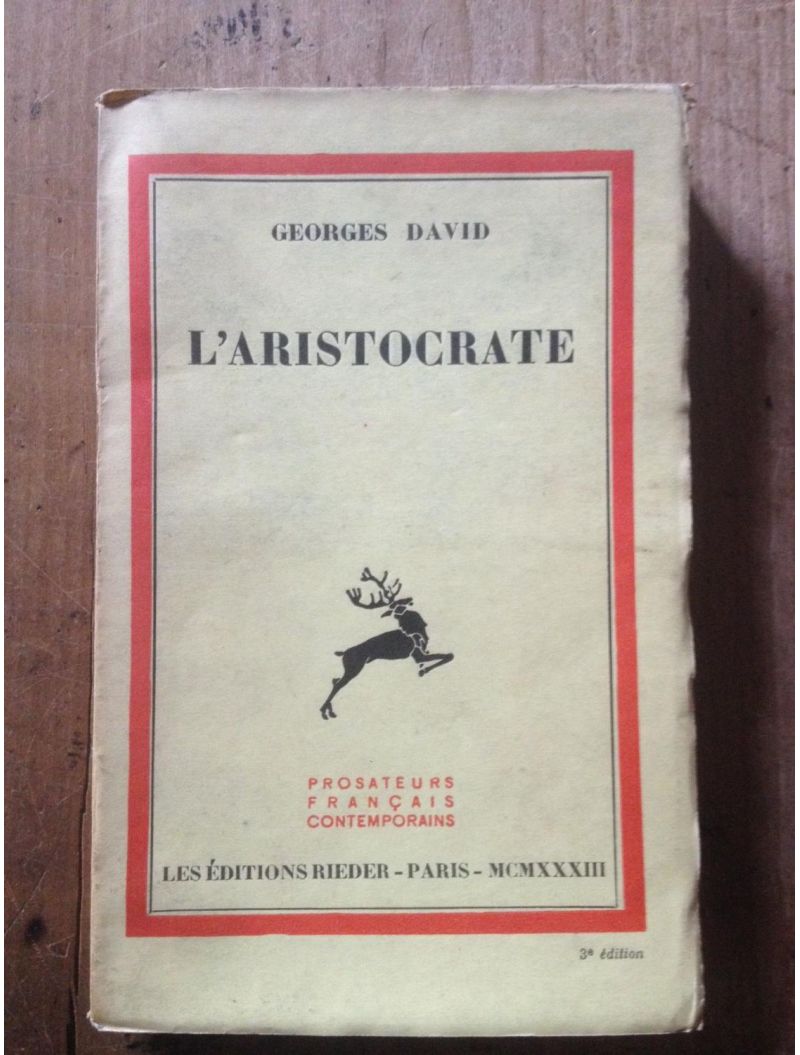 GEORGES DAVID
L'ARISTOCRATE
PROSATEURS
FRANÇAIS
CONTEMPORAINS
LES ÉDITIONS RIEDER - PARIS - MCMXXXIII
3e édition